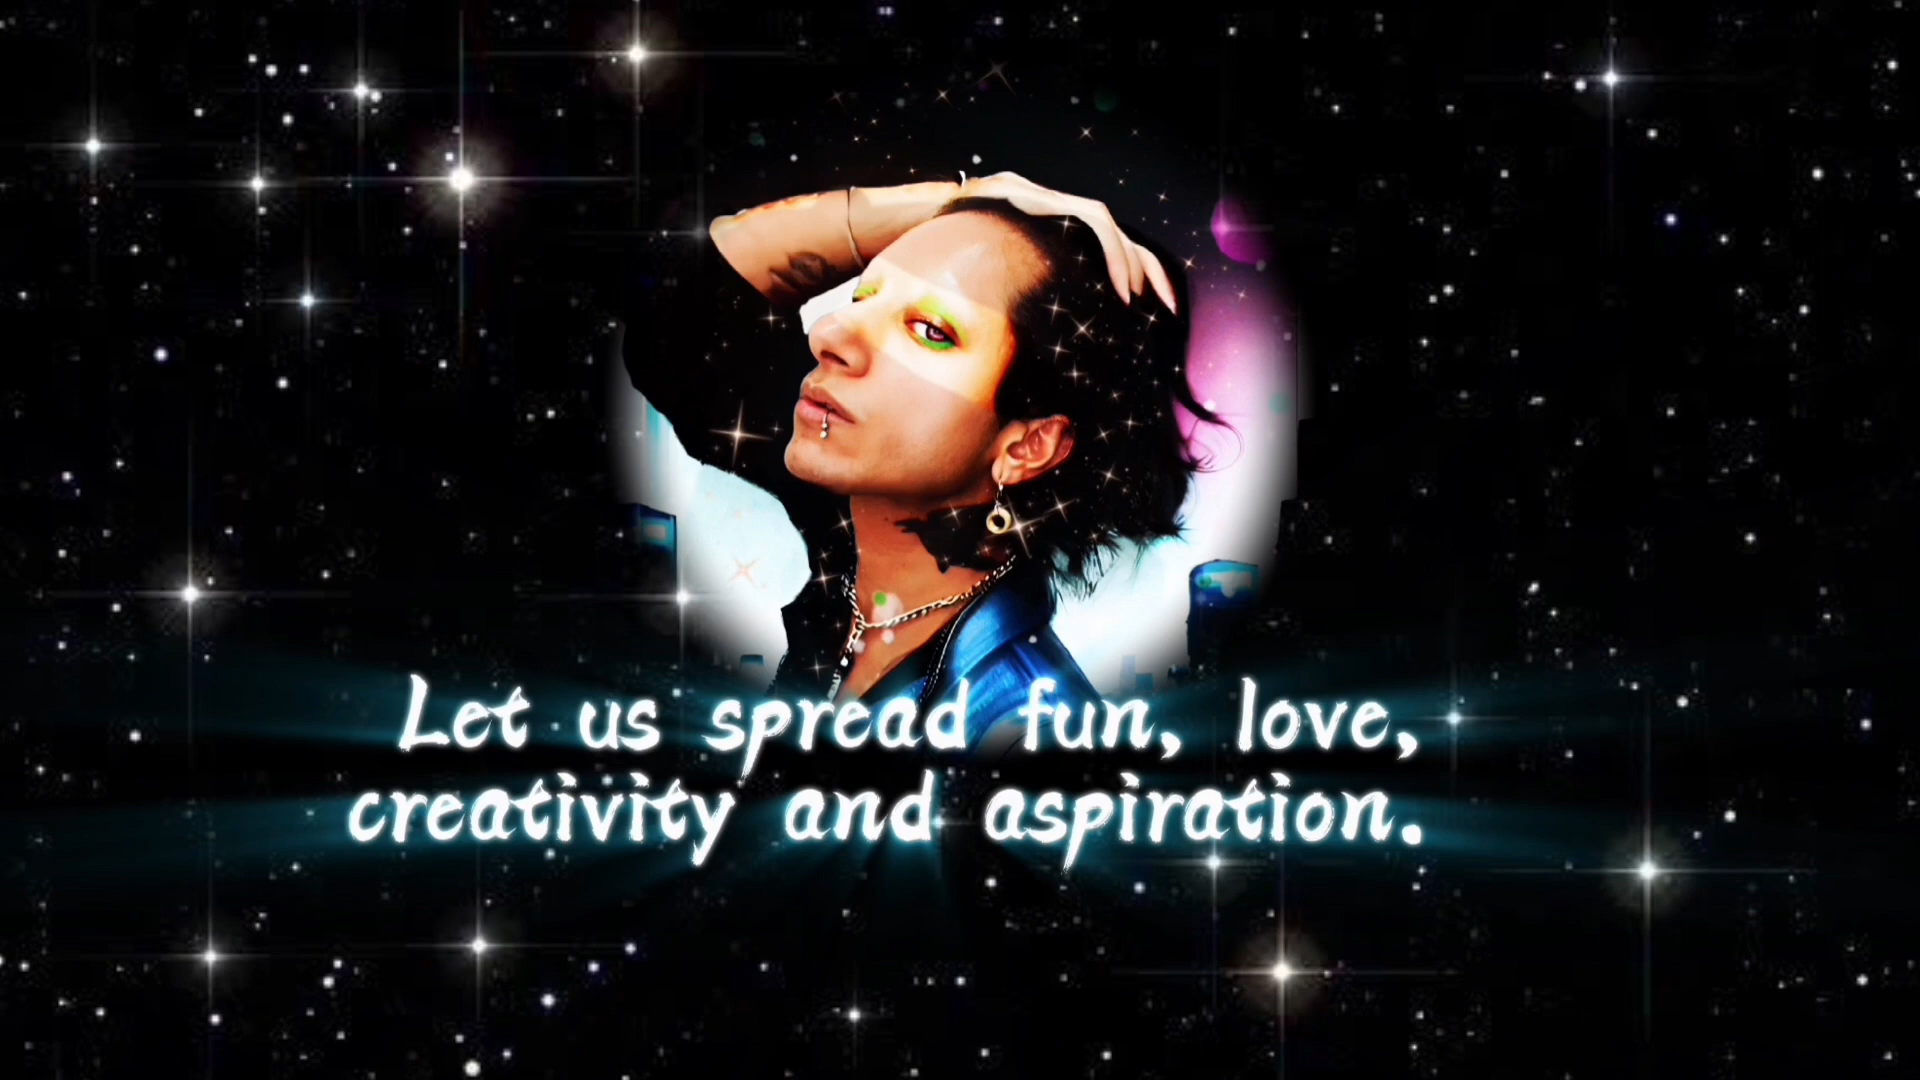 Let us spread fun, love,
creativity and aspiration.